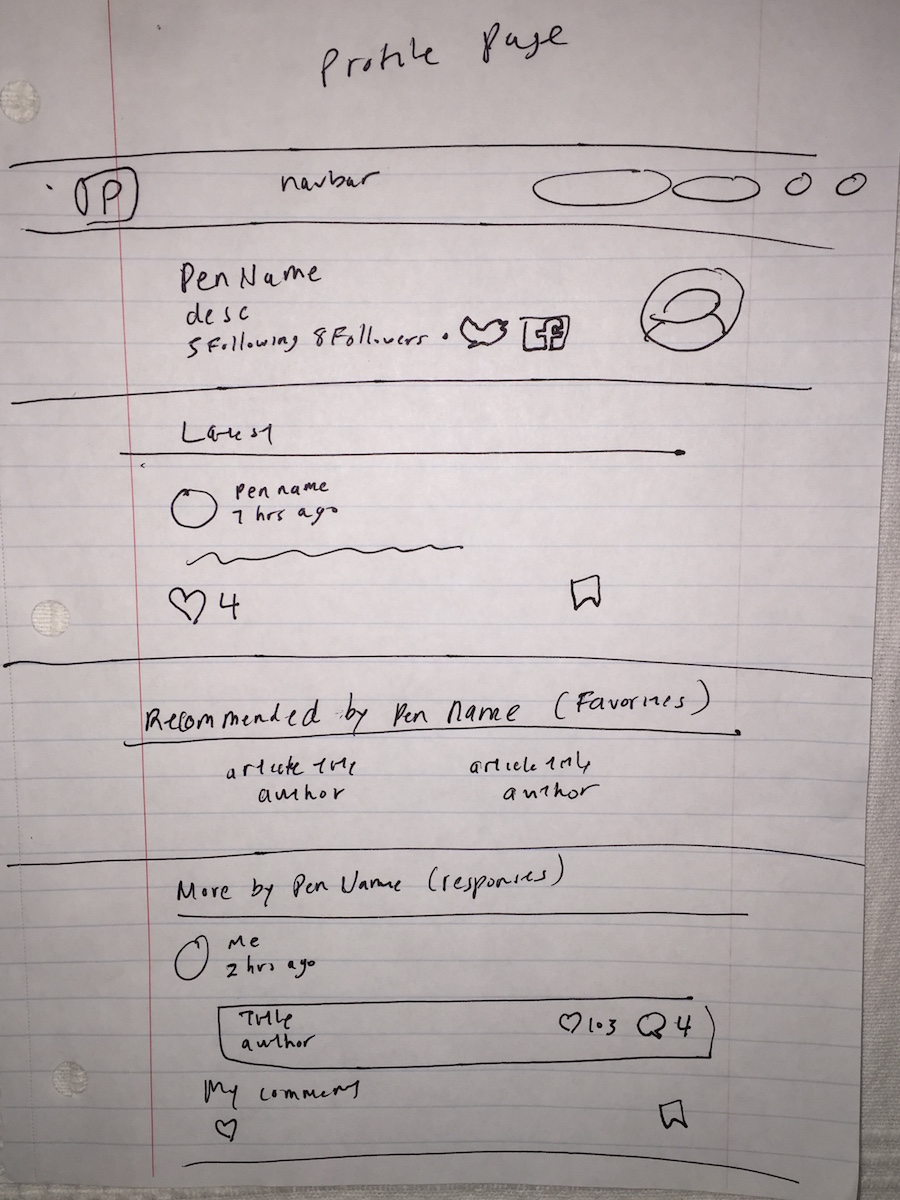 Profile Page
P navbar
Pen Name
desc
5 Following 8 Followers • f
Latest
Pen name
7 hrs ago
4
Recommended by Pen Name (Favorites)
article title article title
author author
More by Pen Name (responses)
Me
2 hrs ago
Title 103 4
author
My comment